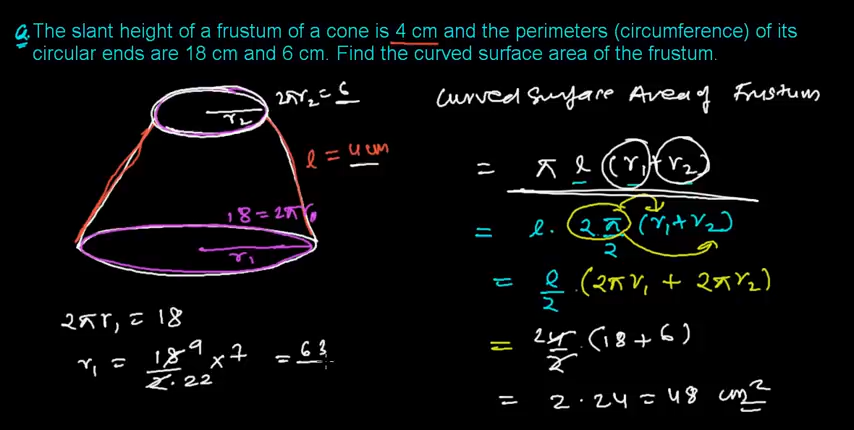 Q. The slant height of a frustum of a cone is 4 cm and the perimeters (circumference) of its
circular ends are 18 cm and 6 cm. Find the curved surface area of the frustum.
2πr₂ = 6
r₂
l = 4cm
18 = 2πr₁
r₁
2πr₁ = 18
r₁ = 18 9 / 2·22 × 7 = 63
Curved Surface Area of Frustum
= π l (r₁ + r₂)
= l · 2π/2 (r₁ + r₂)
= l/2 · (2πr₁ + 2πr₂)
= 2 4/2 · (18 + 6)
= 2 · 24 = 48 cm²